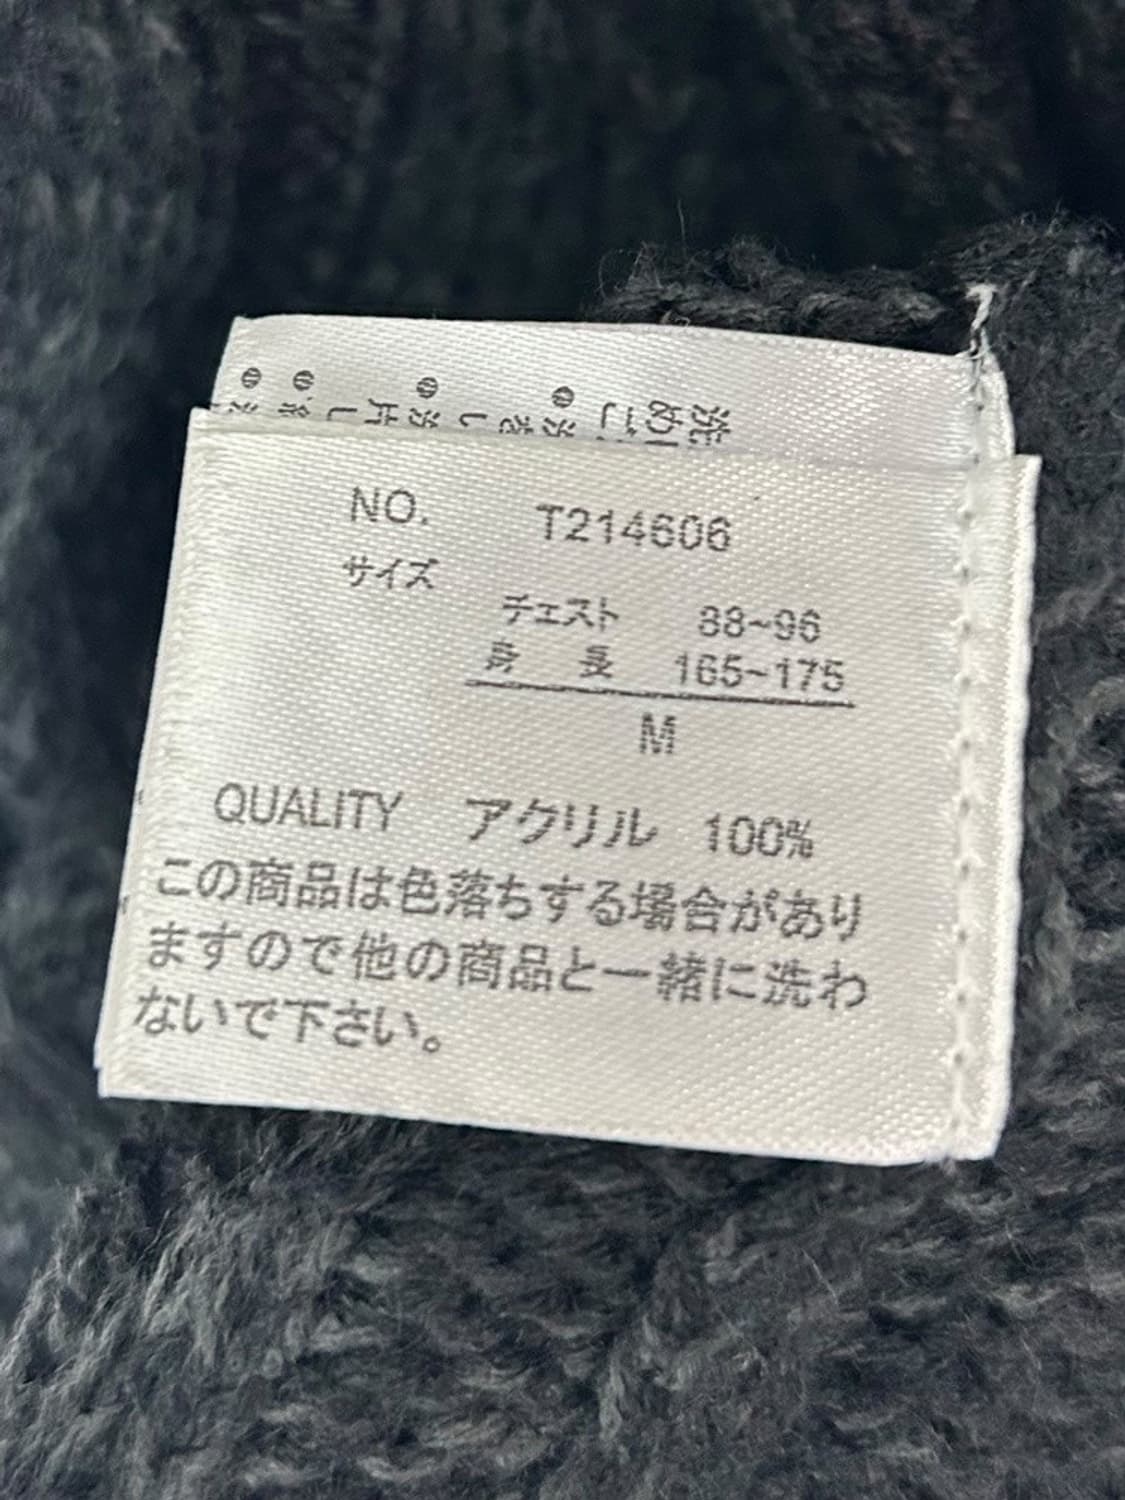 NO. T214606
サイズ
チェスト 88~96
身長 165~175
M
QUALITY アクリル 100%
この商品は色落ちする場合があり
ますので他の商品と一緒に洗わ
ないで下さい。